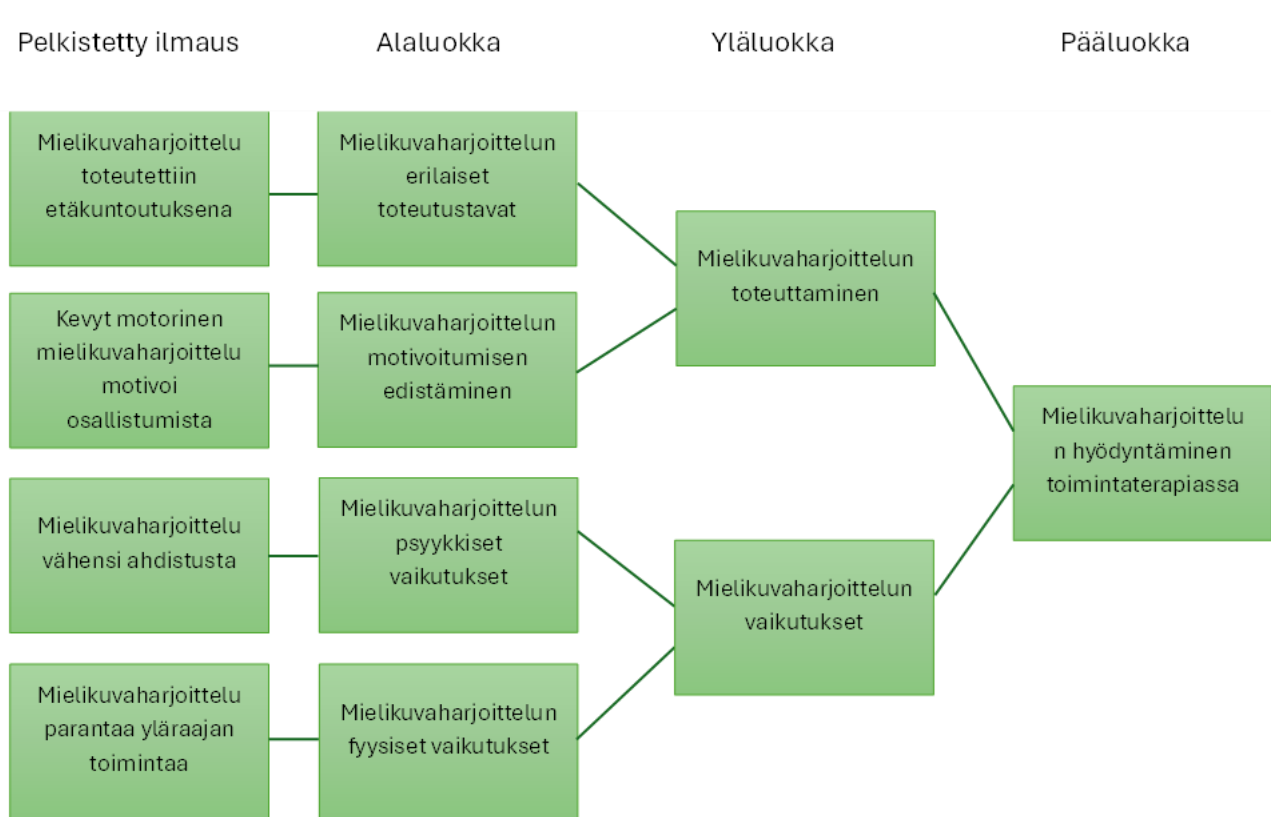 Pelkistetty ilmaus
Alaluokka
Yläluokka
Pääluokka
Mielikuvaharjoittelu
toteutettiin
etäkuntoutuksena
Mielikuvaharjoittelun
erilaiset
toteutustavat
Kevyt motorinen
mielikuvaharjoittelu
motivoi
osallistumista
Mielikuvaharjoittelun
motivoitumisen
edistäminen
Mielikuvaharjoittelun
toteuttaminen
Mielikuvaharjoittelu
vähensi ahdistusta
Mielikuvaharjoittelun
psyykkiset
vaikutukset
Mielikuvaharjoittelu
parantaa yläraajan
toimintaa
Mielikuvaharjoittelun
fyysiset vaikutukset
Mielikuvaharjoittelun
vaikutukset
Mielikuvaharjoittelu
n hyödyntäminen
toimintaterapiassa